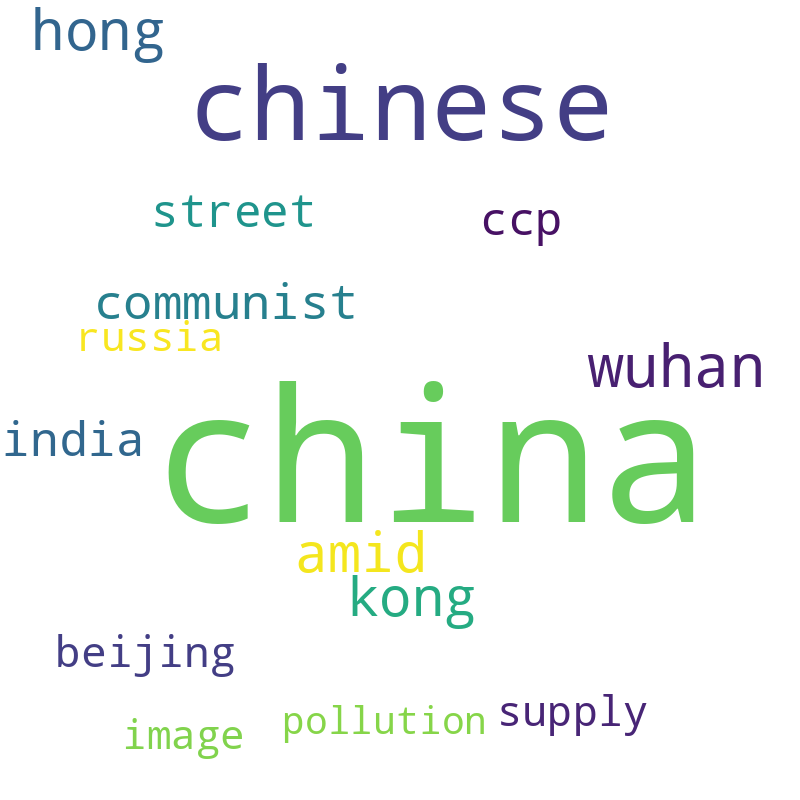 hong
chinese
street
ccp
communist
russia
wuhan
india
china
amid
kong
beijing
supply
pollution
image